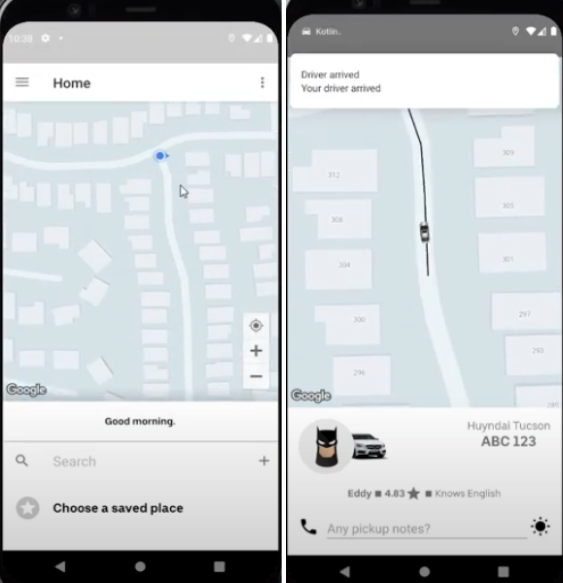 10:28
Home
Google
Good morning.
Search
Choose a saved place
Kotlin..
Driver arrived
Your driver arrived
312
309
308
305
304
301
300
297
293
296
Google
Huyndai Tucson
ABC 123
Eddy ■ 4.83 ★ ■ Knows English
Any pickup notes?